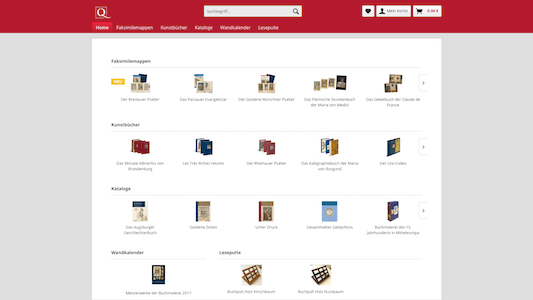 Q
Suchbegriff...
Mein Konto
0,00 €
Home Faksimilemappen Kunstbücher Kataloge Wandkalender Lesepulte
Faksimilemappen
NEU
Der Breslauer Psalter
Das Passauer Evangelistar
Der Goldene Münchner Psalter
Das Flämische Stundenbuch der Maria von Medici
Das Gebetbuch der Claude de France
Kunstbücher
Das Missale Albrechts von Brandenburg
Les Très Riches Heures
Der Rheinauer Psalter
Das Kalligraphiebuch der Maria von Burgund
Der Lba-Codex
Kataloge
Das Augsburger Geschlechterbuch
Goldene Zeiten
Unter Druck
Gesammeltes Gedächtnis
Buchmalerei des 15. Jahrhunderts in Mitteleuropa
Wandkalender
Lesepulte
Meisterwerke der Buchmalerei 2017
Buchpult Holz Kirschbaum
Buchpult Holz Nussbaum